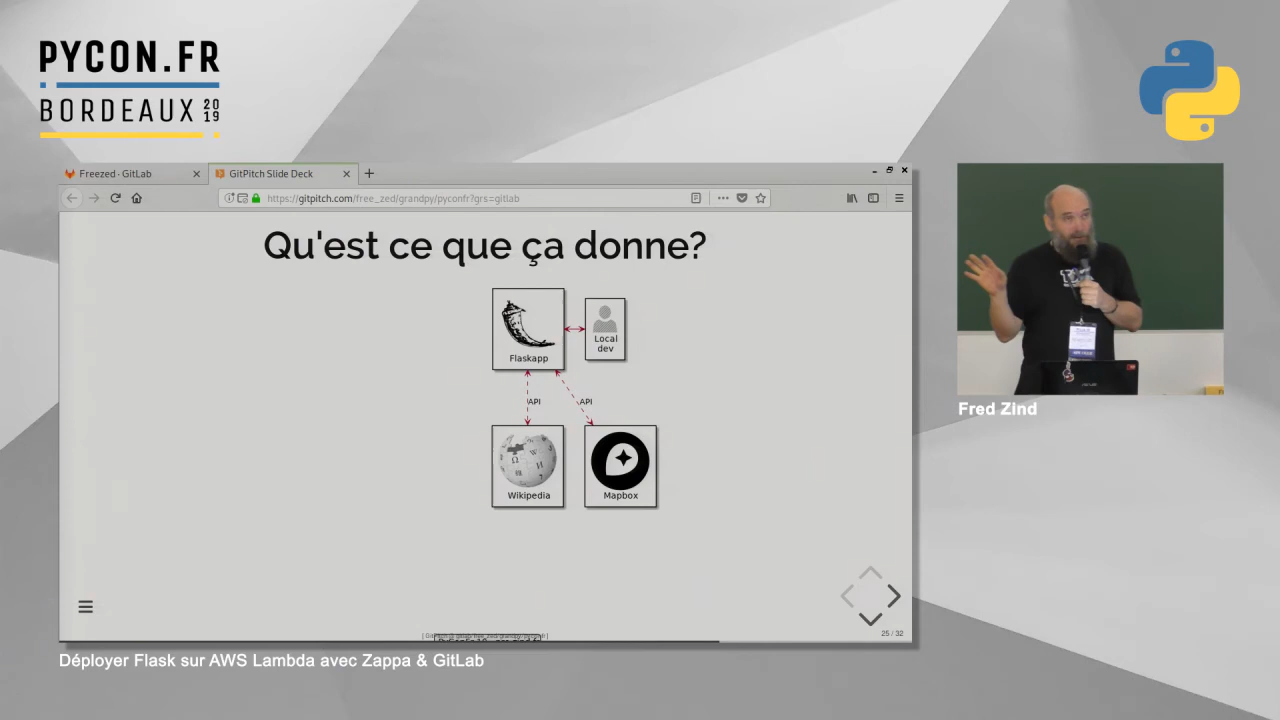 PYCON.FR
BORDEAUX 2019
Freezed · GitLab
GitPitch Slide Deck
https://gitpitch.com/free_zed/grandpy/pyconfr?grs=gitlab
Qu'est ce que ça donne?
Flaskapp
Local
dev
API
API
Wikipedia
Mapbox
25 / 32
Fred Zind
Déployer Flask sur AWS Lambda avec Zappa & GitLab